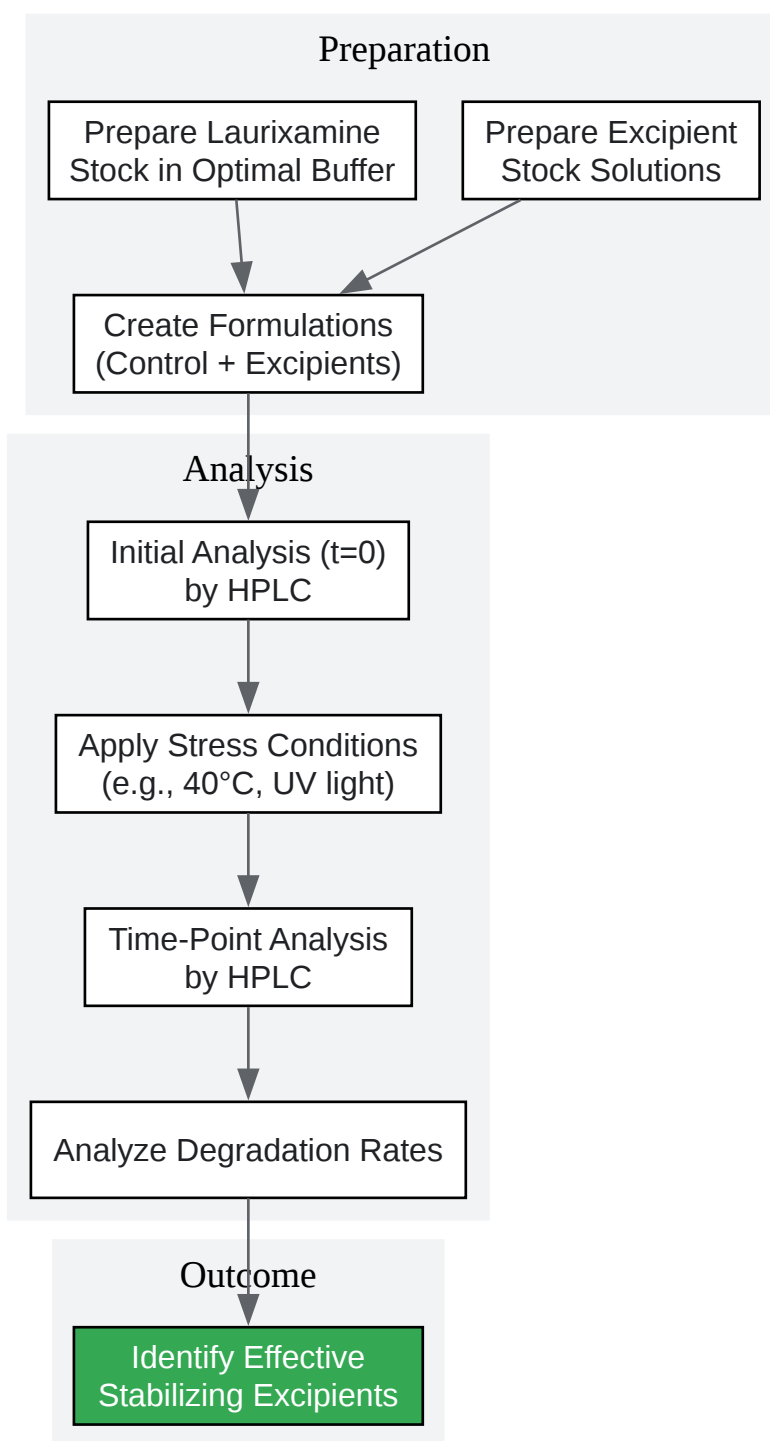 Preparation
Prepare Laurixamine
Stock in Optimal Buffer
Prepare Excipient
Stock Solutions
Create Formulations
(Control + Excipients)
Analysis
Initial Analysis (t=0)
by HPLC
Apply Stress Conditions
(e.g., 40°C, UV light)
Time-Point Analysis
by HPLC
Analyze Degradation Rates
Outcome
Identify Effective
Stabilizing Excipients